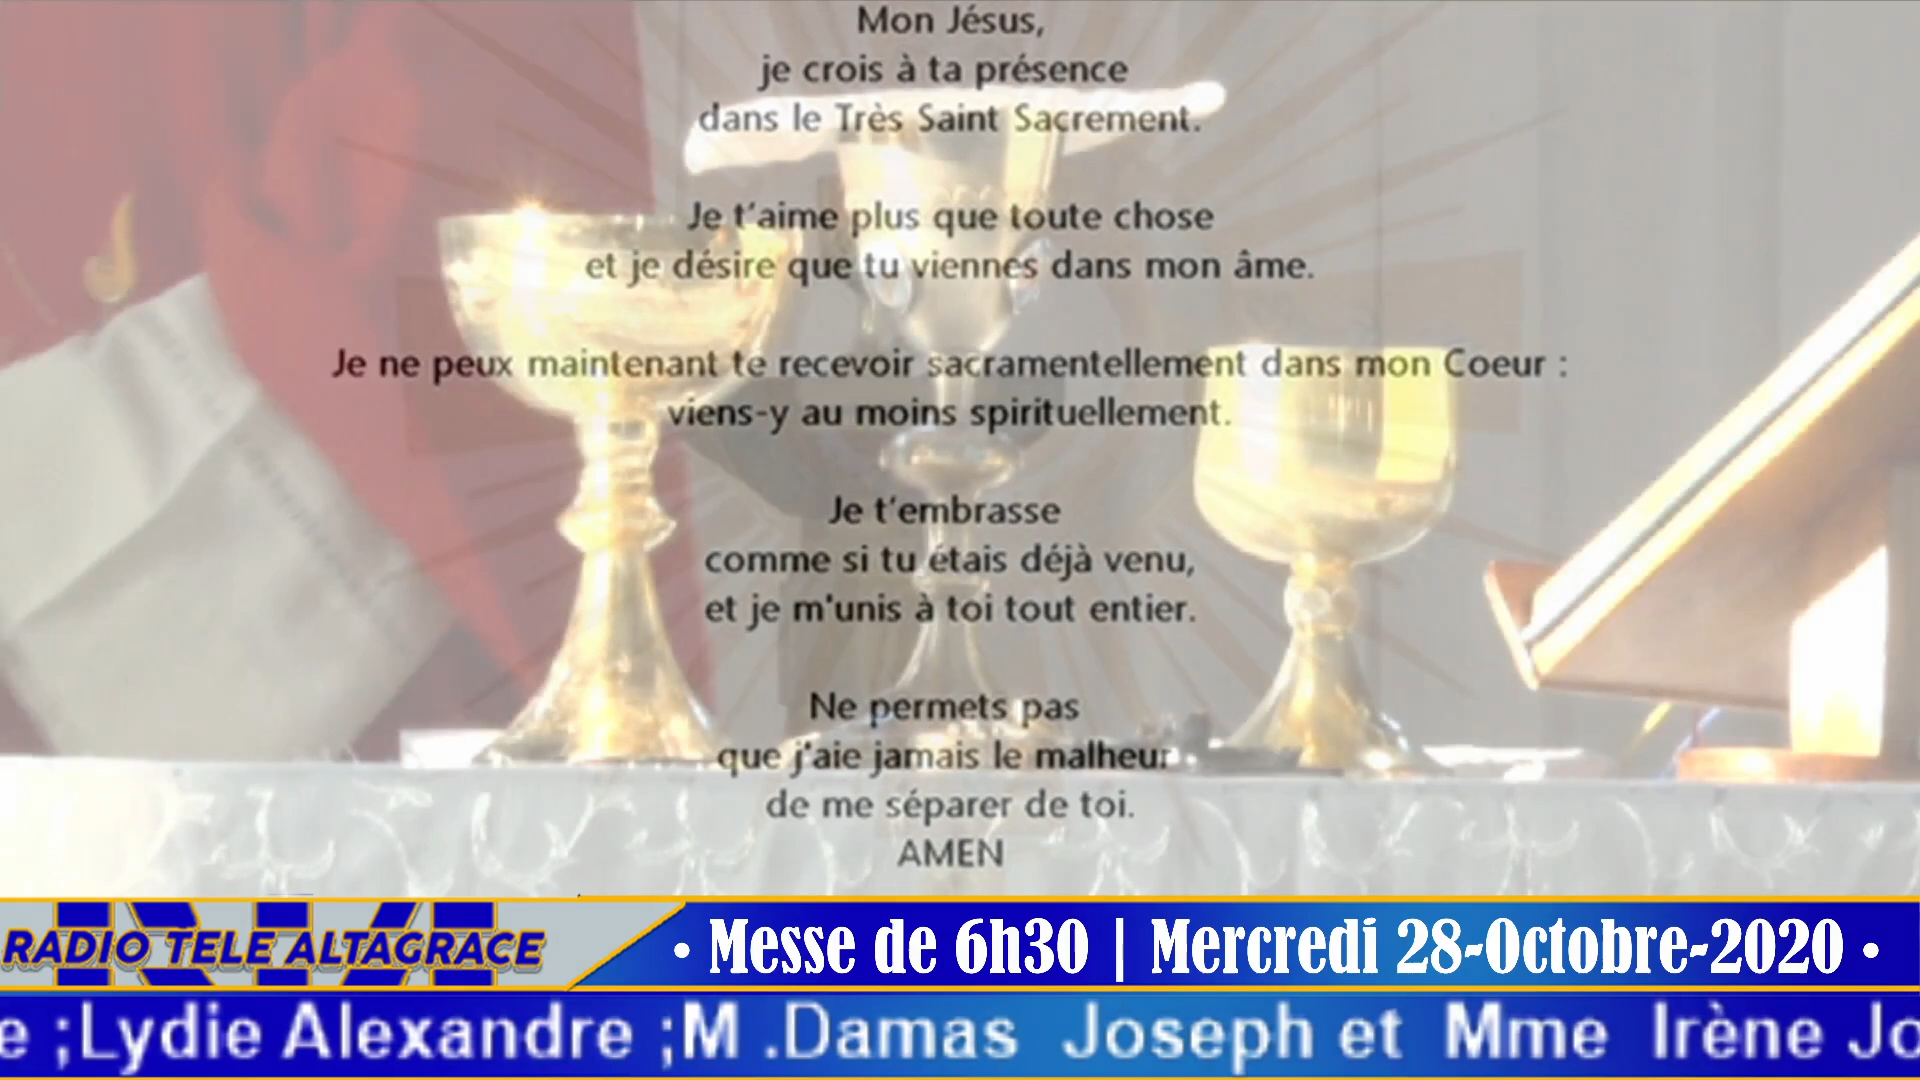 Mon Jésus,
je crois à ta présence
dans le Très Saint Sacrement.
Je t'aime plus que toute chose
et je désire que tu viennes dans mon âme.
Je ne peux maintenant te recevoir sacramentellement dans mon Coeur :
viens-y au moins spirituellement.
Je t'embrasse
comme si tu étais déjà venu,
et je m'unis à toi tout entier.
Ne permets pas
que j'aie jamais le malheur
de me séparer de toi.
AMEN
RADIO TELE ALTAGRACE
• Messe de 6h30 | Mercredi 28-Octobre-2020 •
;Lydie Alexandre ;M .Damas Joseph et Mme Irène